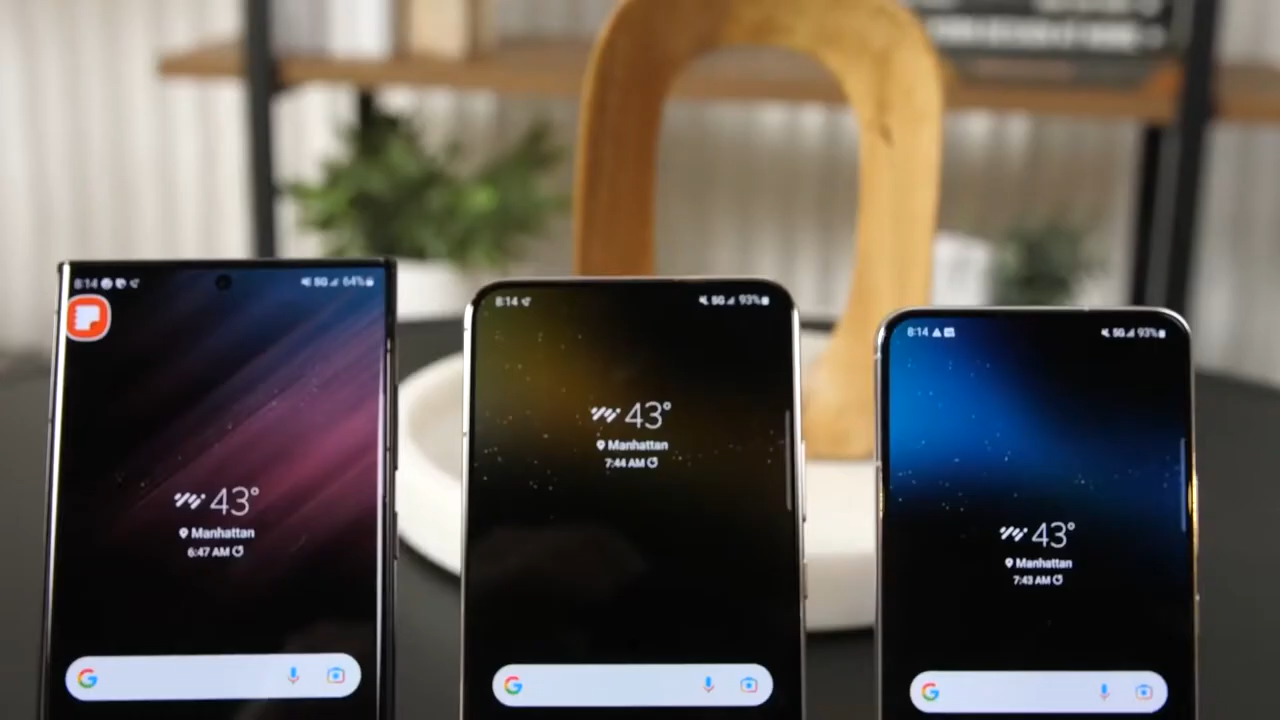 8:14
5G 64%
43°
Manhattan
6:47 AM
G
8:14
5G 93%
43°
Manhattan
7:44 AM
G
8:14
5G 93%
43°
Manhattan
7:43 AM
G